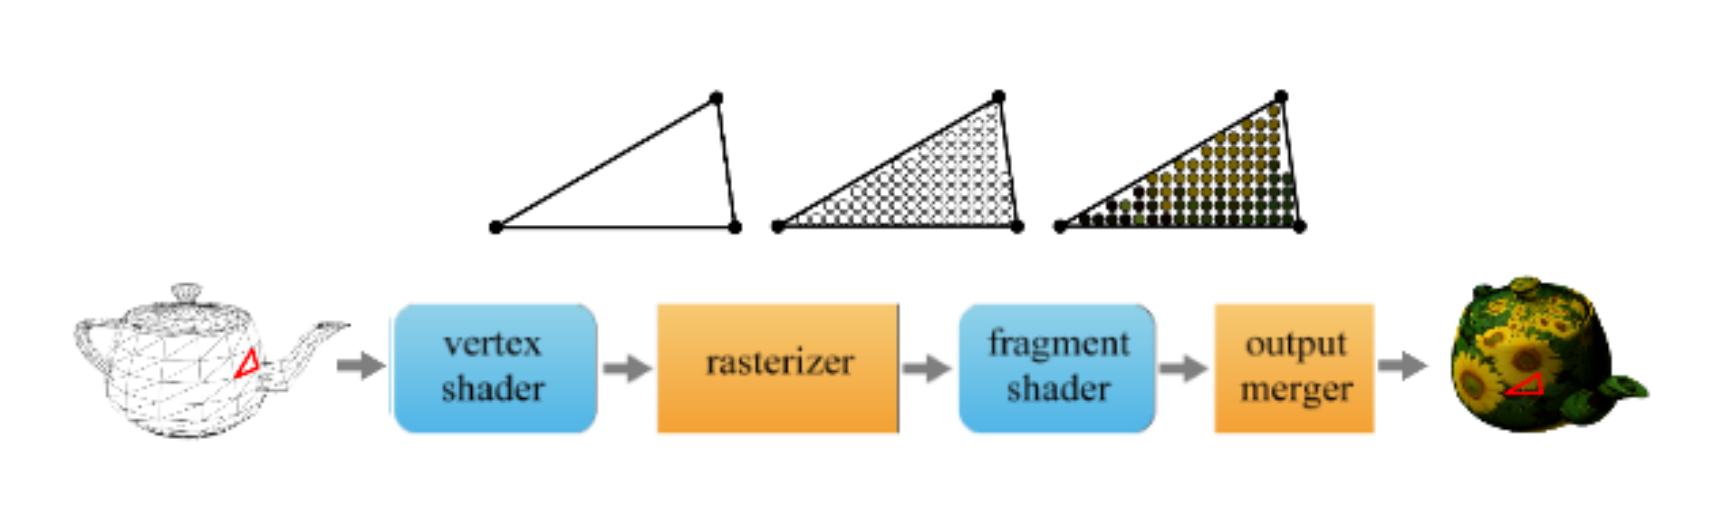 vertex
shader
rasterizer
fragment
shader
output
merger